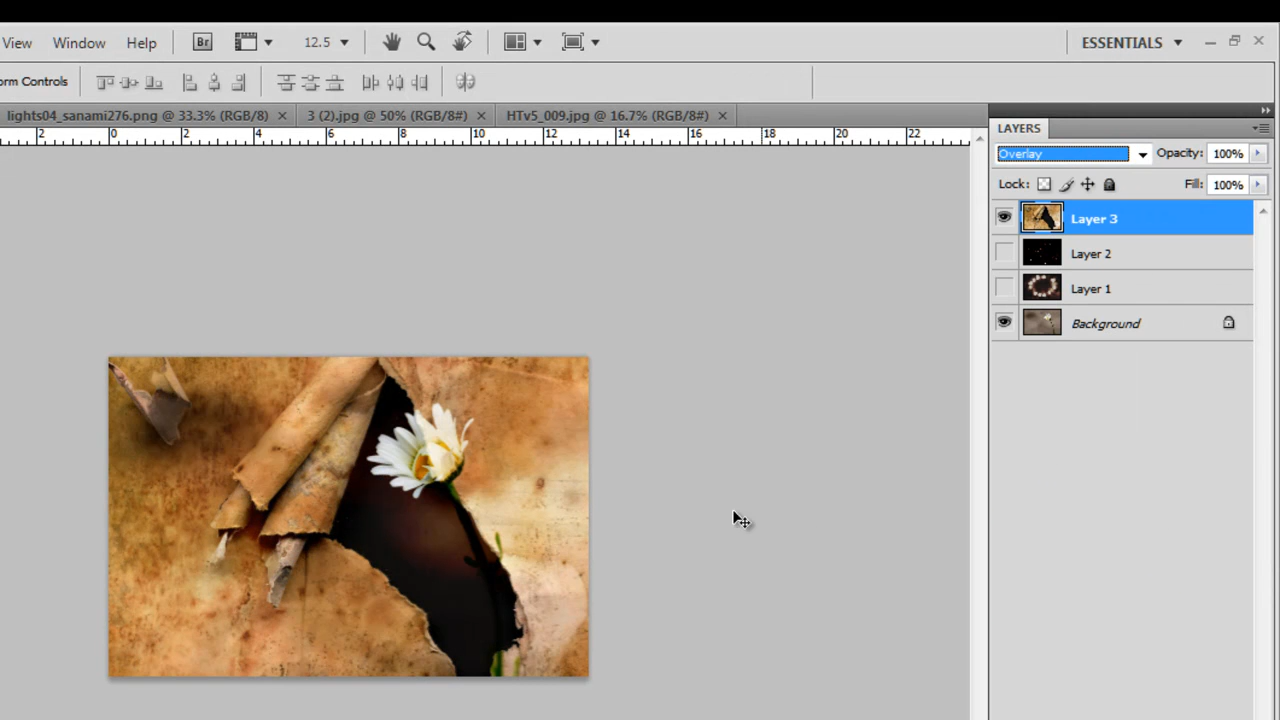 View Window Help Br 12.5 ESSENTIALS
orm Controls
lights04_sanami276.png @ 33.3% (RGB/8) × 3 (2).jpg @ 50% (RGB/8#) × HTv5_009.jpg @ 16.7% (RGB/8#) ×
2 0 2 4 6 8 10 12 14 16 18 20 22
LAYERS
Overlay Opacity: 100%
Lock: Fill: 100%
Layer 3
Layer 2
Layer 1
Background